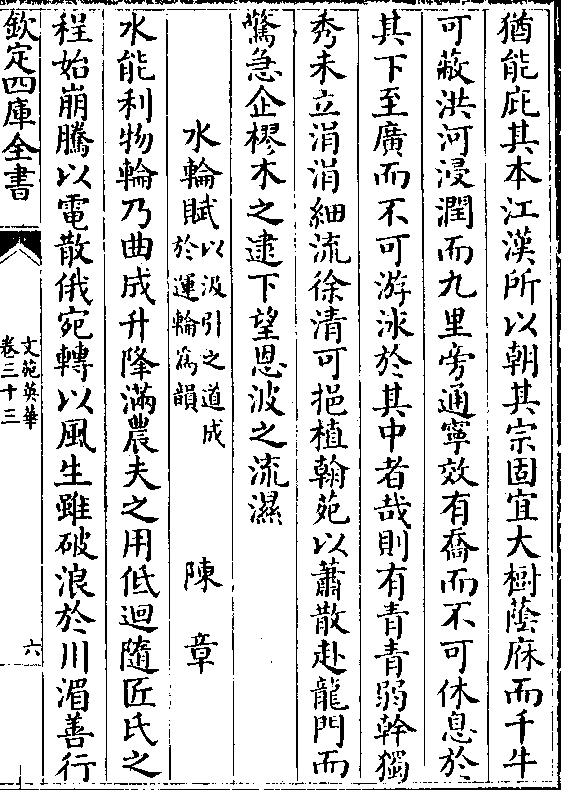 猶能庇其本江漢所以朝其宗固宜大樹蔭庥而千牛
可蔽洪河浸潤而九里旁通寧效有喬而不可休息於
其下至廣而不可游泳於其中者哉則有青青弱幹獨
秀未立涓涓細流徐清可挹植翰苑以蕭散赴龍門而
驚急企樛木之逮下望恩波之流濕
水輪賦以汲引之道成
於運輪為韻
陳章
水能利物輪乃曲成升降滿農夫之用低迴隨匠氏之
程始崩騰以電散俄宛轉以風生雖破浪於川湄善行
欽定四庫全書
文苑英華
卷三十三
六